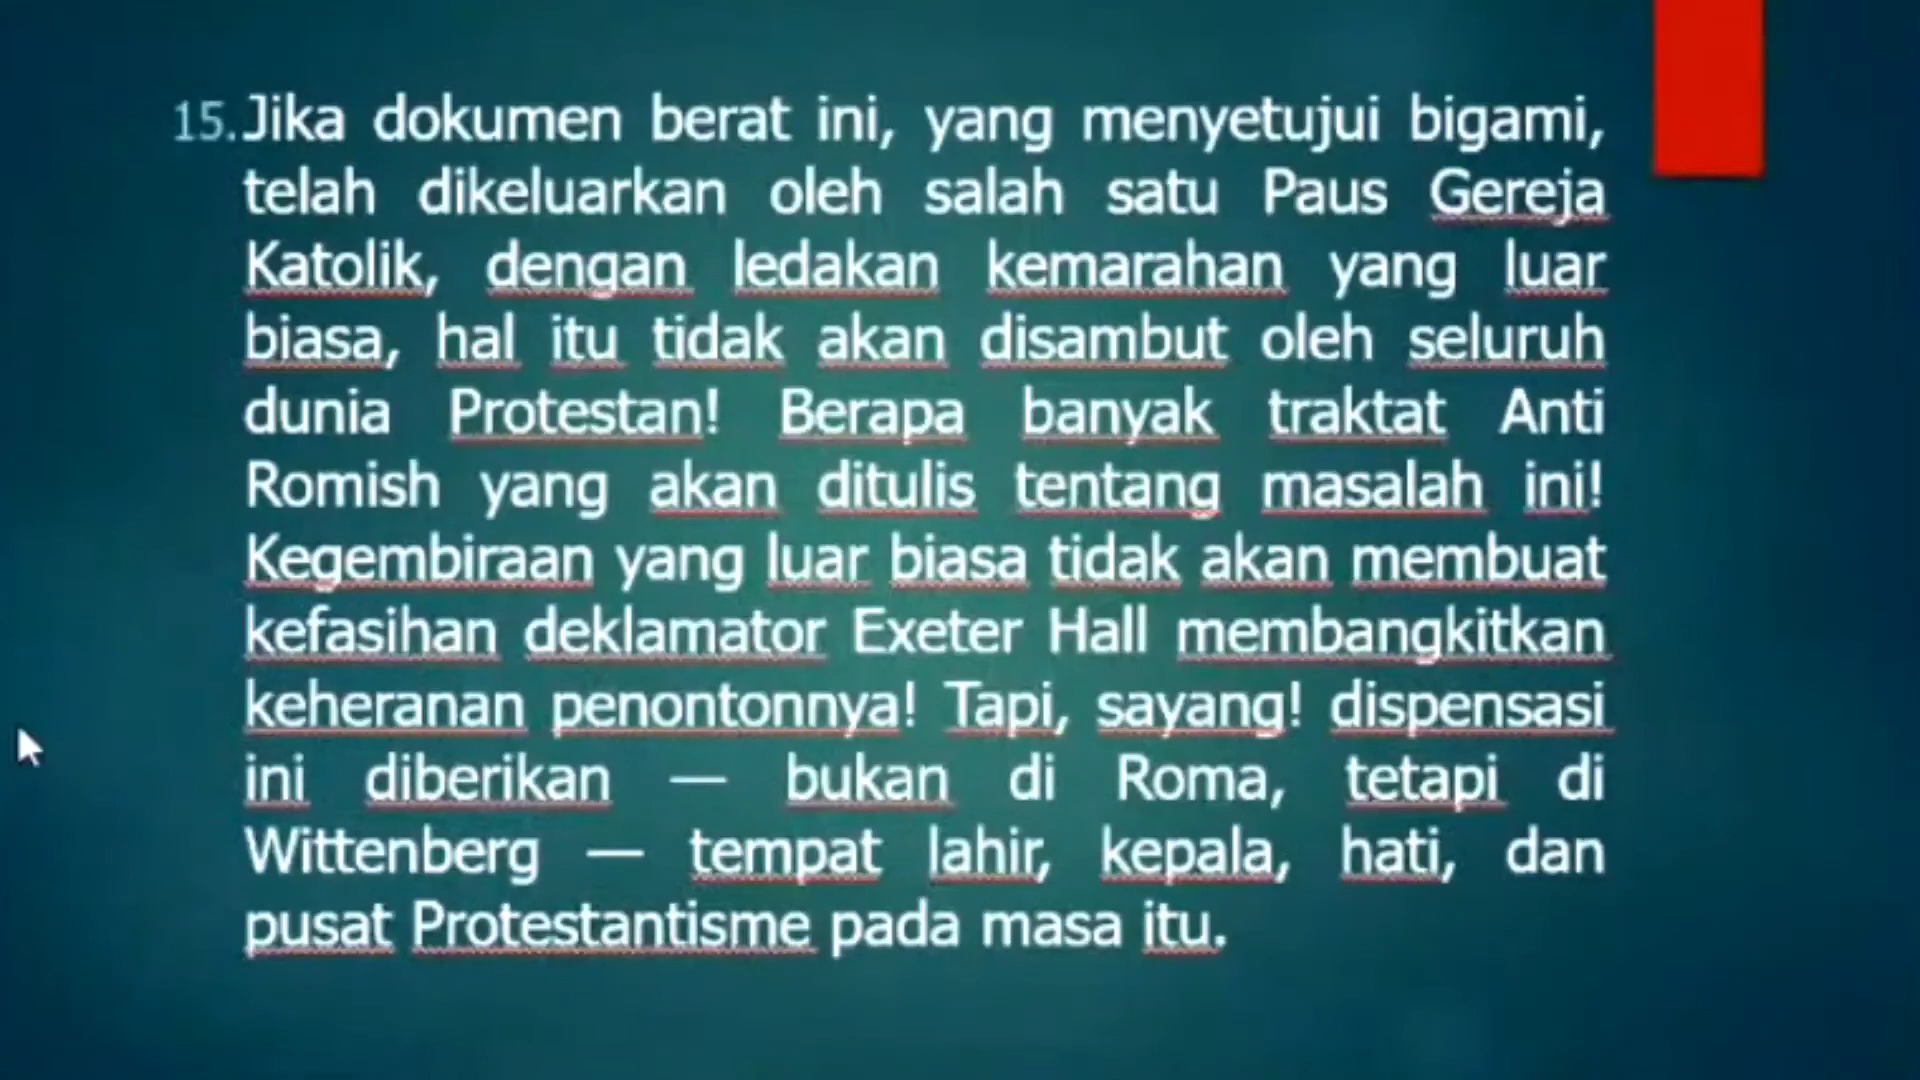 15. Jika dokumen berat ini, yang menyetujui bigami,
telah dikeluarkan oleh salah satu Paus Gereja
Katolik, dengan ledakan kemarahan yang luar
biasa, hal itu tidak akan disambut oleh seluruh
dunia Protestan! Berapa banyak traktat Anti
Romish yang akan ditulis tentang masalah ini!
Kegembiraan yang luar biasa tidak akan membuat
kefasihan deklamator Exeter Hall membangkitkan
keheranan penontonnya! Tapi, sayang! dispensasi
ini diberikan — bukan di Roma, tetapi di
Wittenberg — tempat lahir, kepala, hati, dan
pusat Protestantisme pada masa itu.